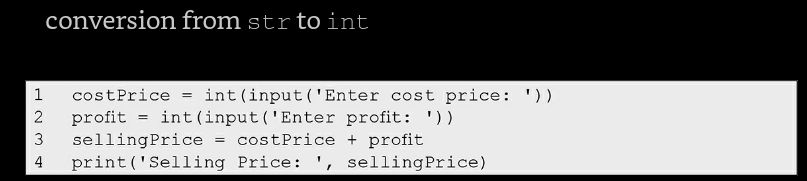 conversion from str to int
1 costPrice = int(input('Enter cost price: '))
2 profit = int(input('Enter profit: '))
3 sellingPrice = costPrice + profit
4 print('Selling Price: ', sellingPrice)